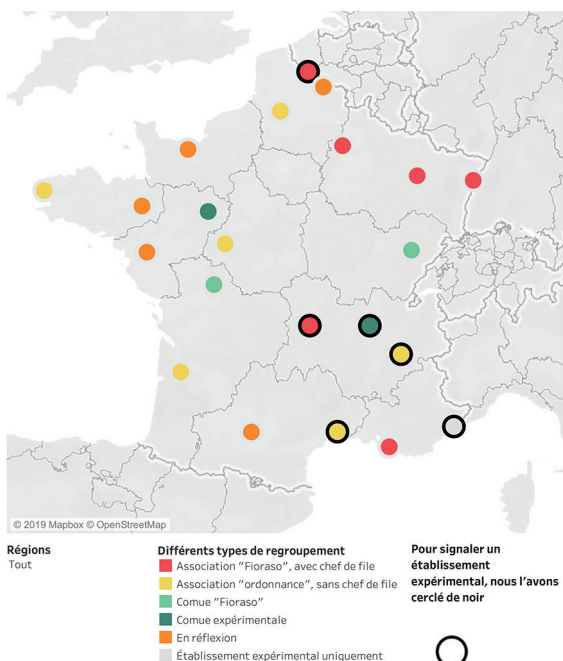 © 2019 Mapbox © OpenStreetMap
Régions
Tout
Différents types de regroupement
Association "Fioraso", avec chef de file
Association "ordonnance", sans chef de file
Comue "Fioraso"
Comue expérimentale
En réflexion
Établissement expérimental uniquement
Pour signaler un
établissement
expérimental, nous l'avons
cerclé de noir